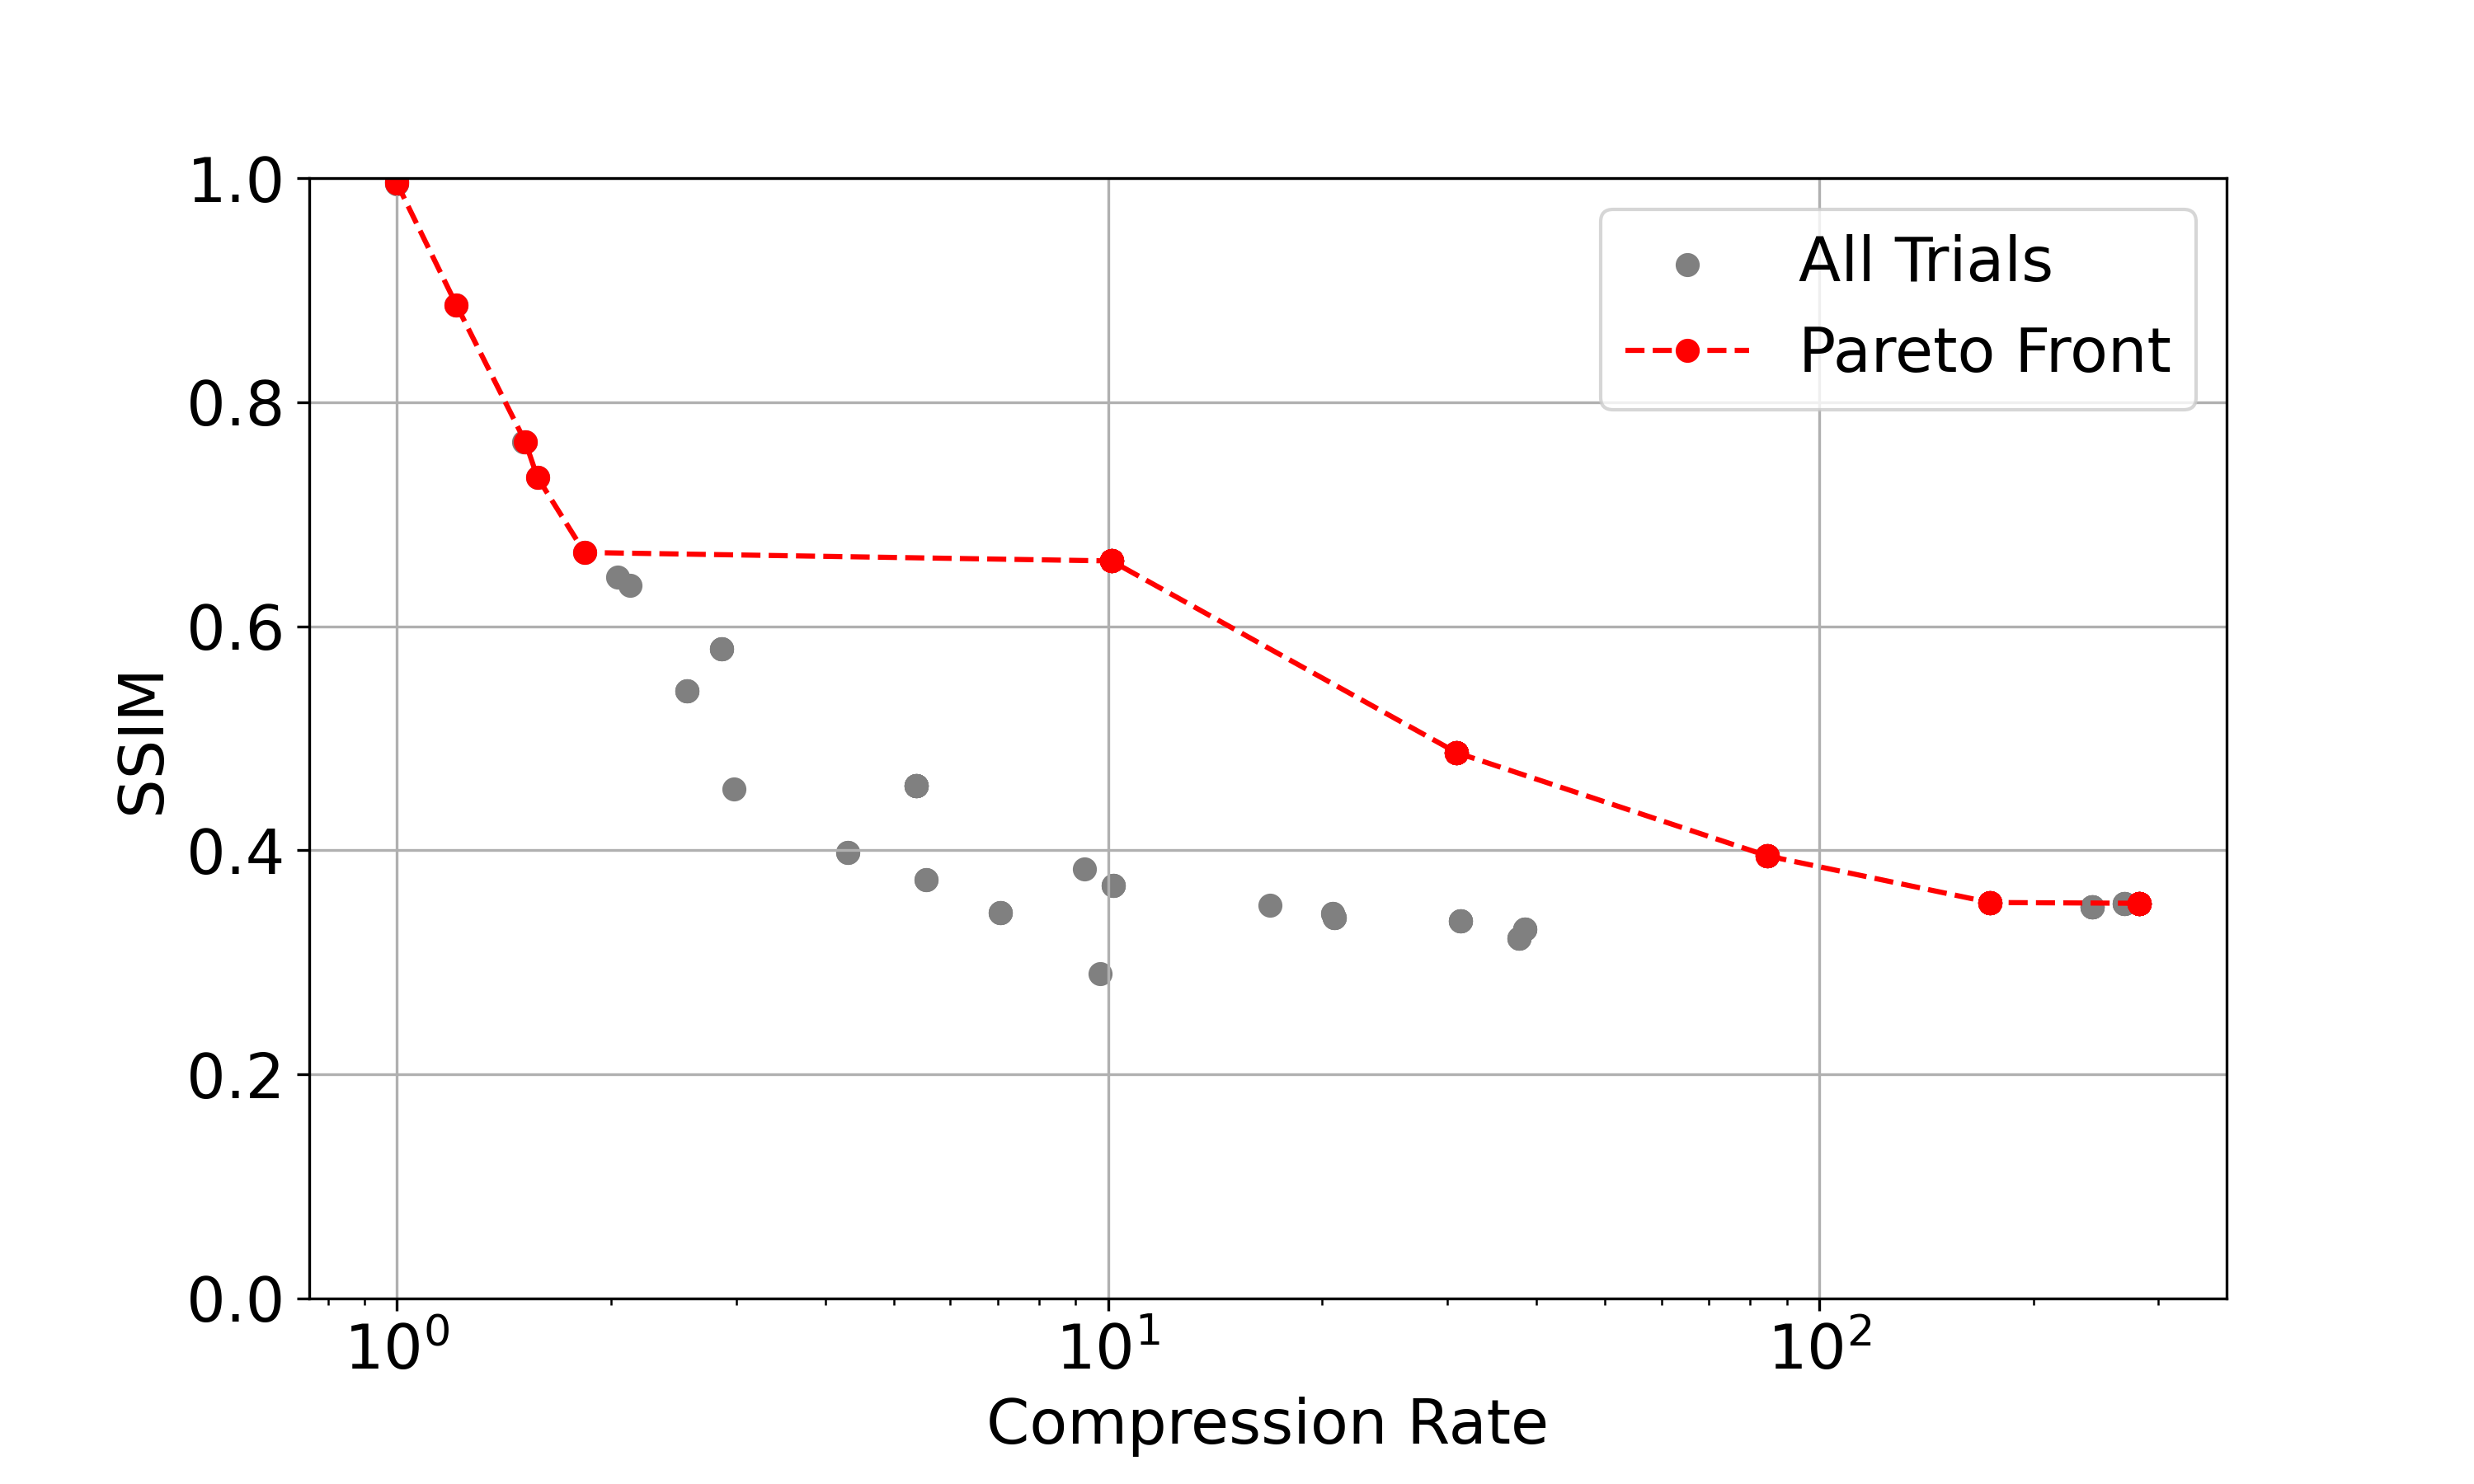 1.0
0.8
0.6
0.4
0.2
0.0
SSIM
10⁰
10¹
10²
Compression Rate
All Trials
Pareto Front